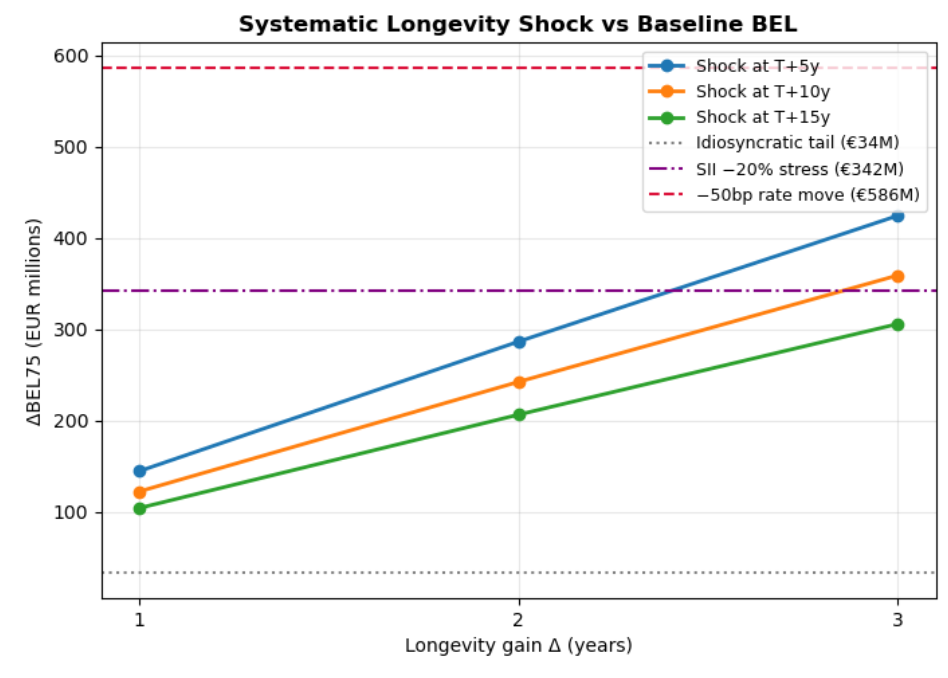 Systematic Longevity Shock vs Baseline BEL
600
500
400
300
200
100
ΔBEL75 (EUR millions)
Shock at T+5y
Shock at T+10y
Shock at T+15y
Idiosyncratic tail (€34M)
SII −20% stress (€342M)
−50bp rate move (€586M)
1
2
3
Longevity gain Δ (years)